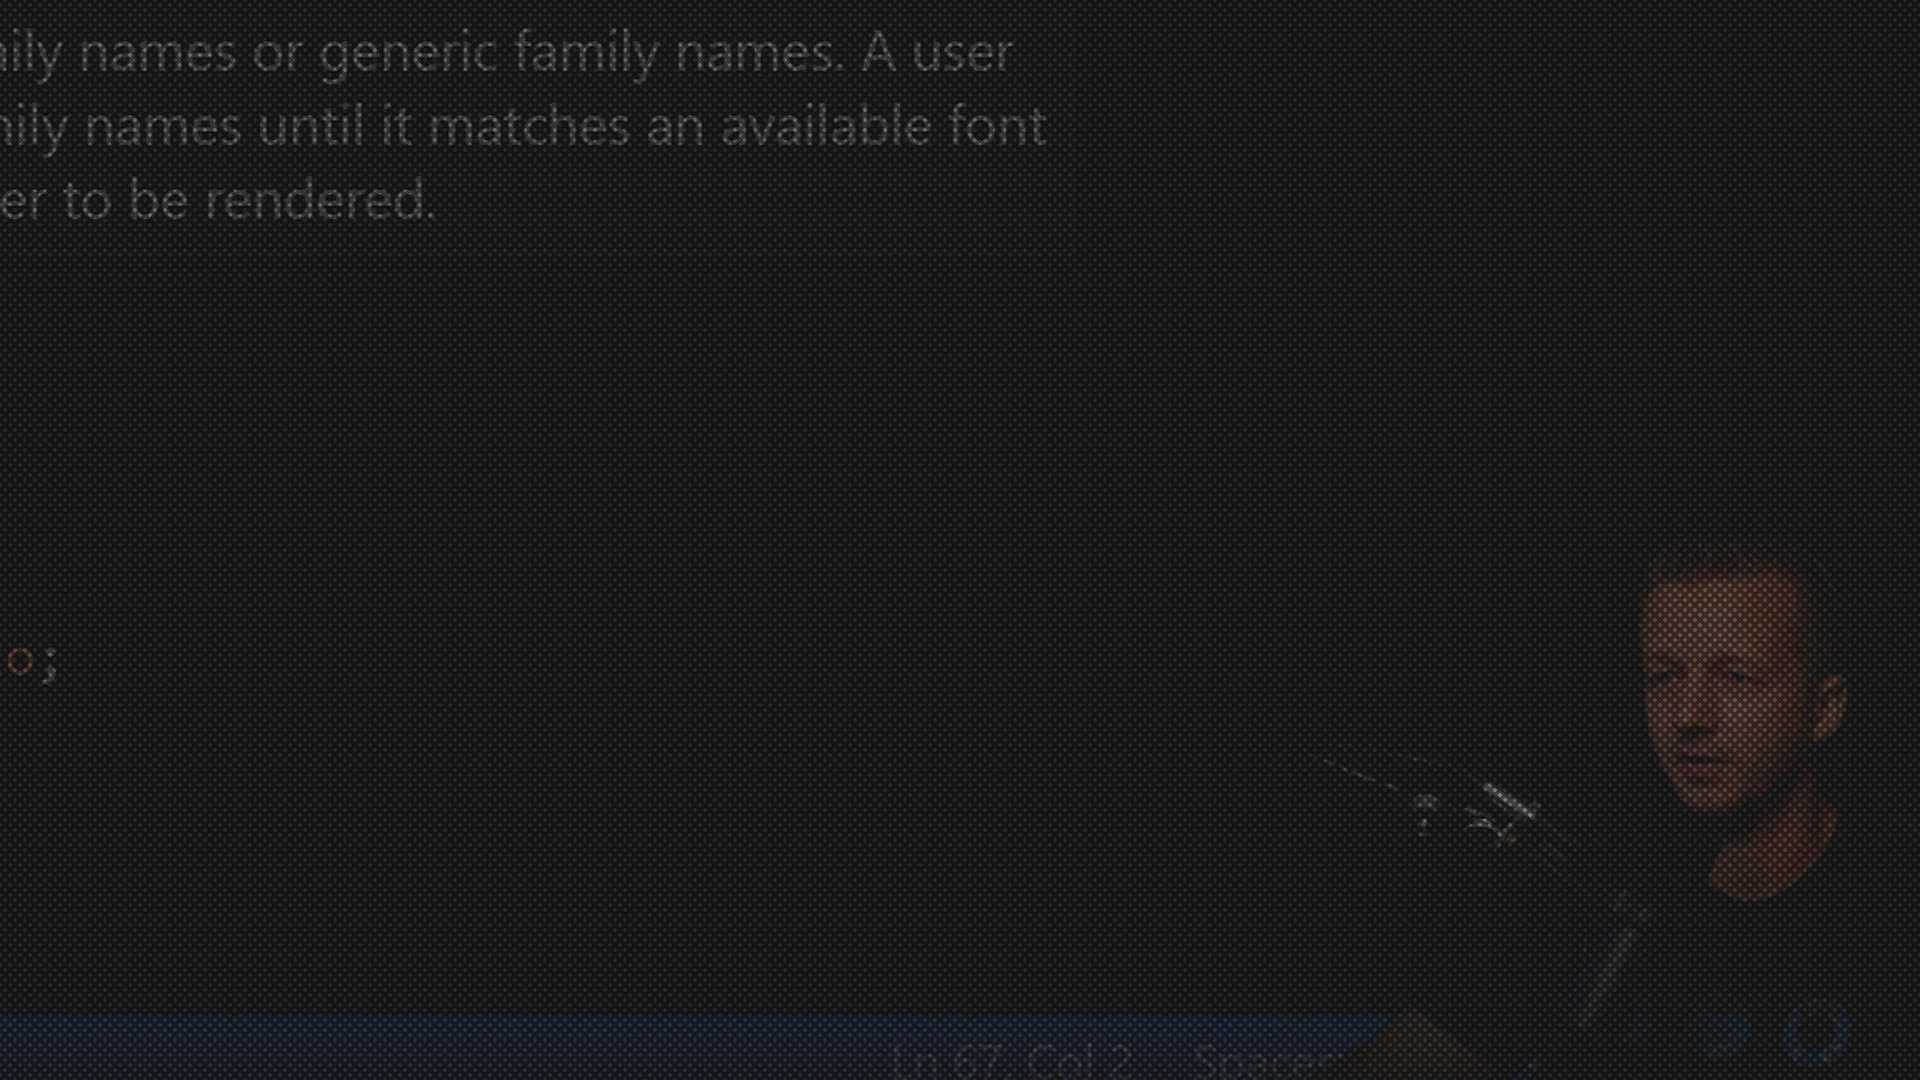 ily names or generic family names. A user
ily names until it matches an available font
er to be rendered.
o;
Ln 67, Col 2 Spaces